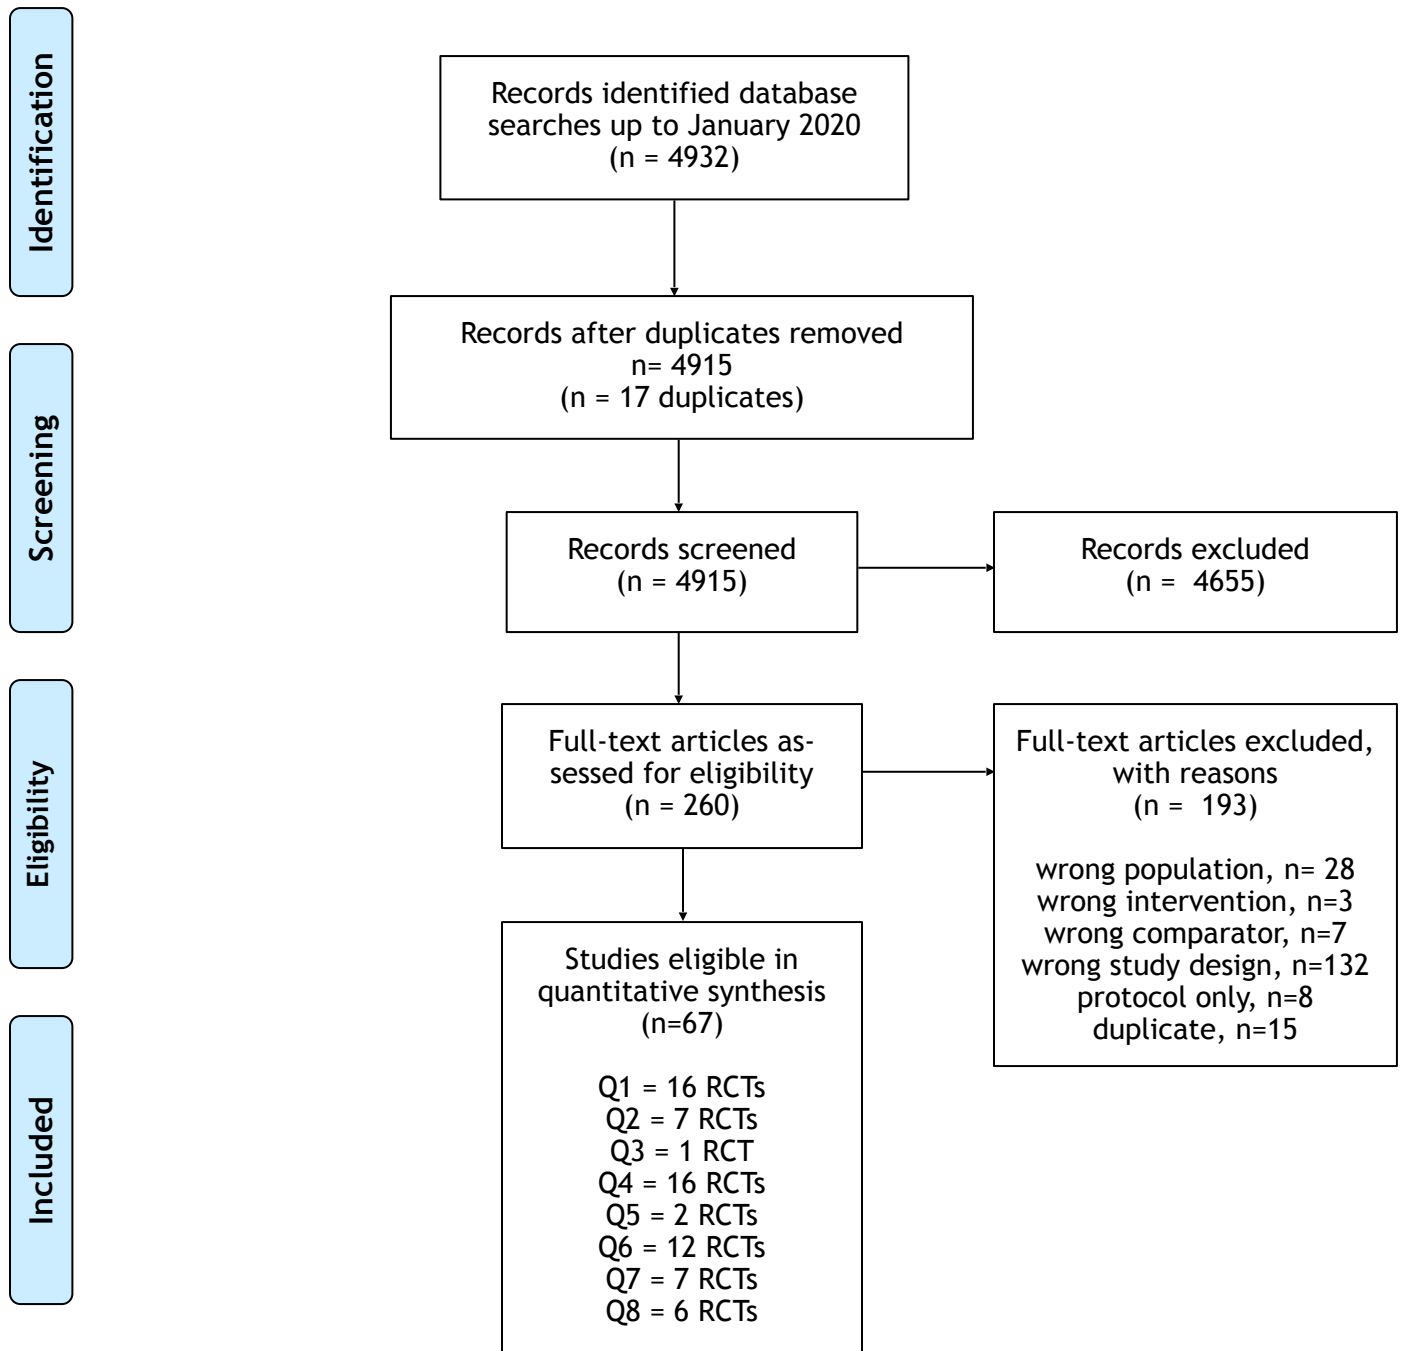 Identification
Records identified database
searches up to January 2020
(n = 4932)
Records after duplicates removed
n= 4915
(n = 17 duplicates)
Screening
Records screened
(n = 4915)
Records excluded
(n =  4655)
Eligibility
Full-text articles as-
sessed for eligibility
(n = 260)
Full-text articles excluded,
with reasons
(n =  193)
wrong population, n= 28
wrong intervention, n=3
wrong comparator, n=7
wrong study design, n=132
protocol only, n=8
duplicate, n=15
Included
Studies eligible in
quantitative synthesis
(n=67)
Q1 = 16 RCTs
Q2 = 7 RCTs
Q3 = 1 RCT
Q4 = 16 RCTs
Q5 = 2 RCTs
Q6 = 12 RCTs
Q7 = 7 RCTs
Q8 = 6 RCTs